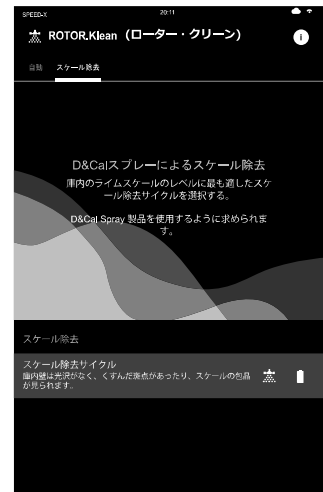 SPEED-X 20:11
ROTOR.Klean (ローター・クリーン)
自動 スケール除去
D&Calスプレーによるスケール除去
庫内のライムスケールのレベルに最も適したスケ
ール除去サイクルを選択する。
D&Cal Spray 製品を使用するように求められま
す。
スケール除去
スケール除去サイクル
庫内壁は光沢がなく、くすんだ斑点があったり、スケールの包品
が見られます。